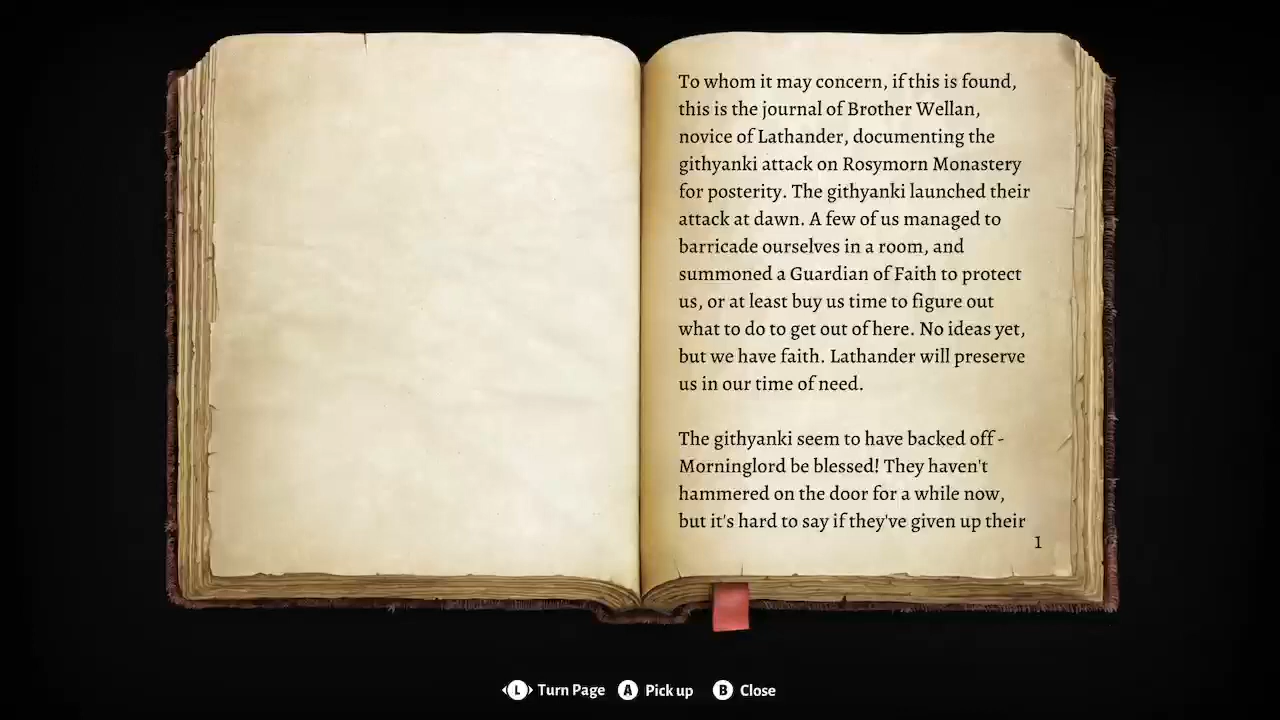 To whom it may concern, if this is found,
this is the journal of Brother Wellan,
novice of Lathander, documenting the
githyanki attack on Rosymorn Monastery
for posterity. The githyanki launched their
attack at dawn. A few of us managed to
barricade ourselves in a room, and
summoned a Guardian of Faith to protect
us, or at least buy us time to figure out
what to do to get out of here. No ideas yet,
but we have faith. Lathander will preserve
us in our time of need.
The githyanki seem to have backed off -
Morninglord be blessed! They haven't
hammered on the door for a while now,
but it's hard to say if they've given up their
1
L Turn Page A Pick up B Close